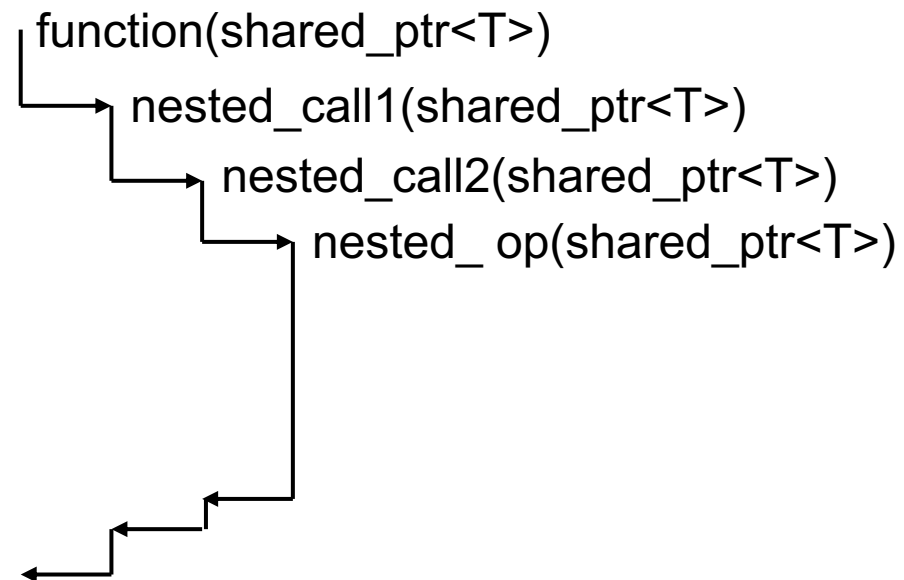 function(shared_ptr<T>)
nested_call1(shared_ptr<T>)
nested_call2(shared_ptr<T>)
nested_ op(shared_ptr<T>)